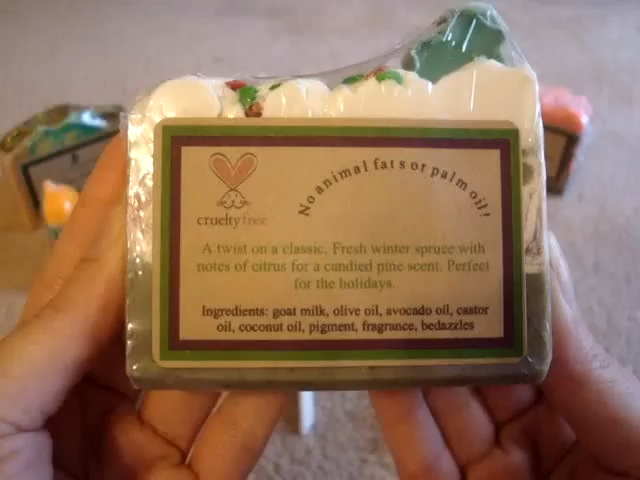 cruelty free
No animal fats or palm oil!
A twist on a classic. Fresh winter spruce with
notes of citrus for a candied pine scent. Perfect
for the holidays.
Ingredients: goat milk, olive oil, avocado oil, castor
oil, coconut oil, pigment, fragrance, bedazzles